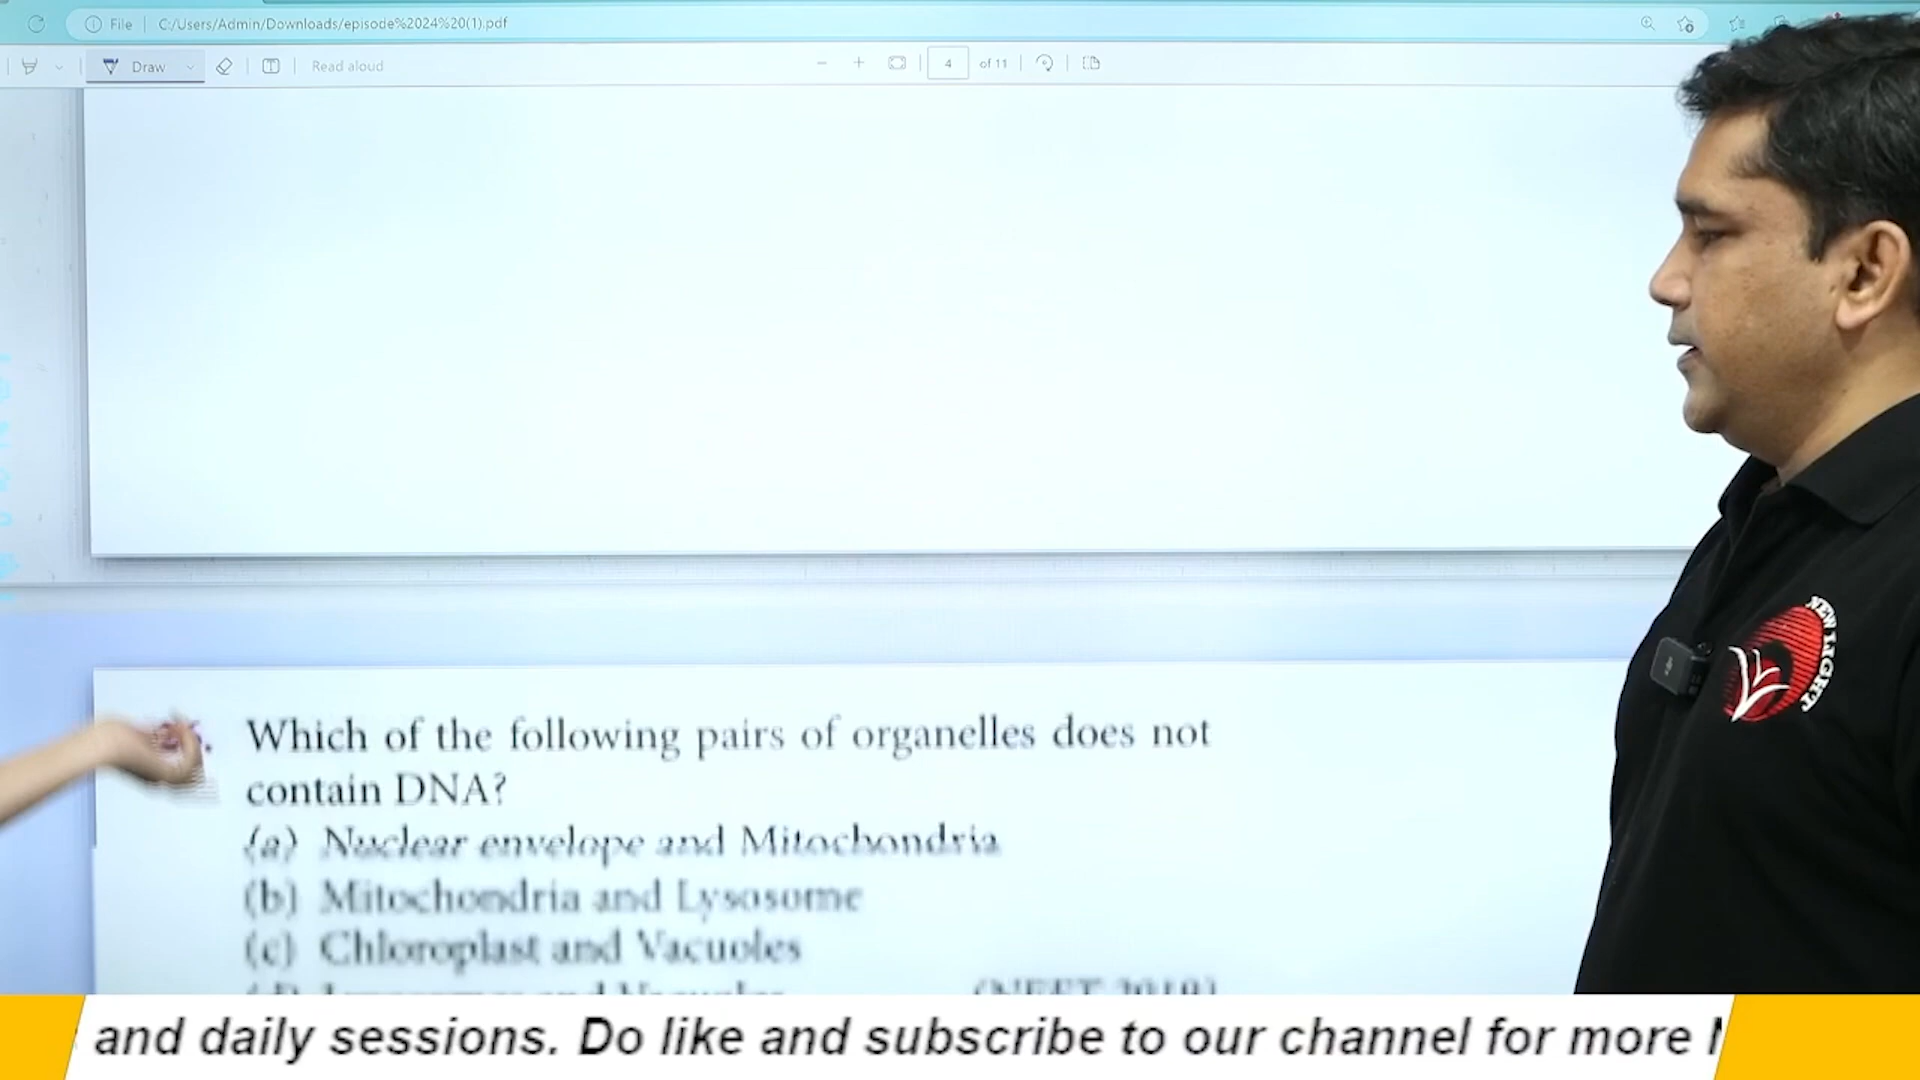 File C:/Users/Admin/Downloads/episode%2024%20(1).pdf
Draw Read aloud 4 of 11
Which of the following pairs of organelles does not
contain DNA?
(a) Nuclear envelope and Mitochondria
(b) Mitochondria and Lysosome
(c) Chloroplast and Vacuoles
NEW LIGHT
and daily sessions. Do like and subscribe to our channel for more